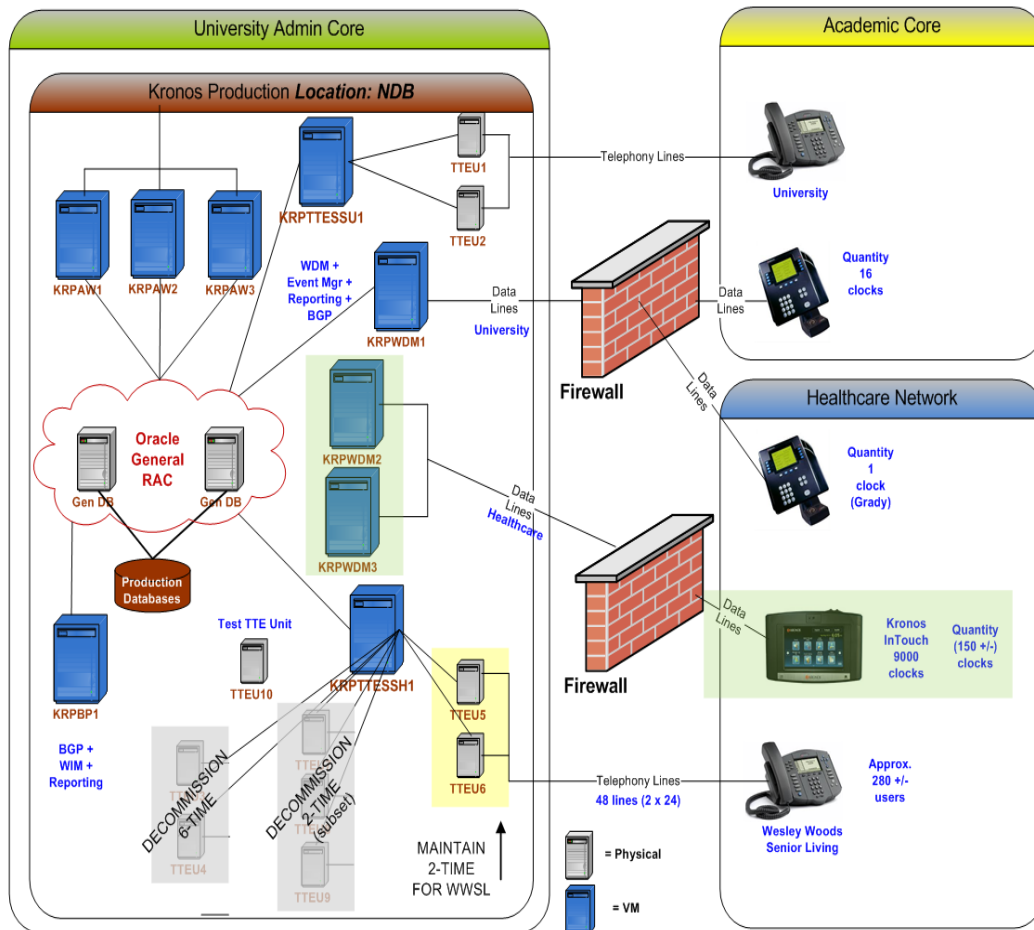 University Admin Core
Academic Core
Kronos Production Location: NDB
TTEU1
Telephony Lines
University
KRPTTESSU1
TTEU2
KRPAW1
KRPAW2
KRPAW3
WDM +
Event Mgr +
Reporting +
BGP
KRPWDM1
Data
Lines
University
Data
Lines
Quantity
16
clocks
Firewall
Data
Lines
Healthcare Network
Oracle
General
RAC
Gen DB
Gen DB
KRPWDM2
KRPWDM3
Data
Lines
Healthcare
Quantity
1
clock
(Grady)
Production
Databases
Test TTE Unit
TTEU10
KRPTTESSH1
Firewall
Data
Lines
Kronos
InTouch
9000
clocks
Quantity
(150 +/-)
clocks
KRPBP1
BGP +
WIM +
Reporting
DECOMMISSION
6-TIME
TTEU4
DECOMMISSION
2-TIME
(subset)
TTEU9
TTEU5
TTEU6
MAINTAIN
2-TIME
FOR WWSL
Telephony Lines
48 lines (2 x 24)
Approx.
280 +/-
users
Wesley Woods
Senior Living
= Physical
= VM